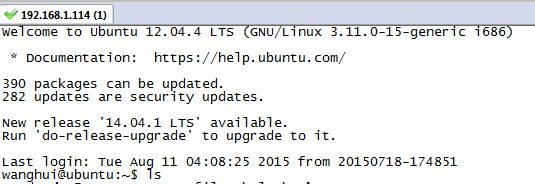 192.168.1.114 (1)
Welcome to Ubuntu 12.04.4 LTS (GNU/Linux 3.11.0-15-generic i686)
* Documentation:  https://help.ubuntu.com/
390 packages can be updated.
282 updates are security updates.
New release '14.04.1 LTS' available.
Run 'do-release-upgrade' to upgrade to it.
Last login: Tue Aug 11 04:08:25 2015 from 20150718-174851
wanghui@ubuntu:~$ ls